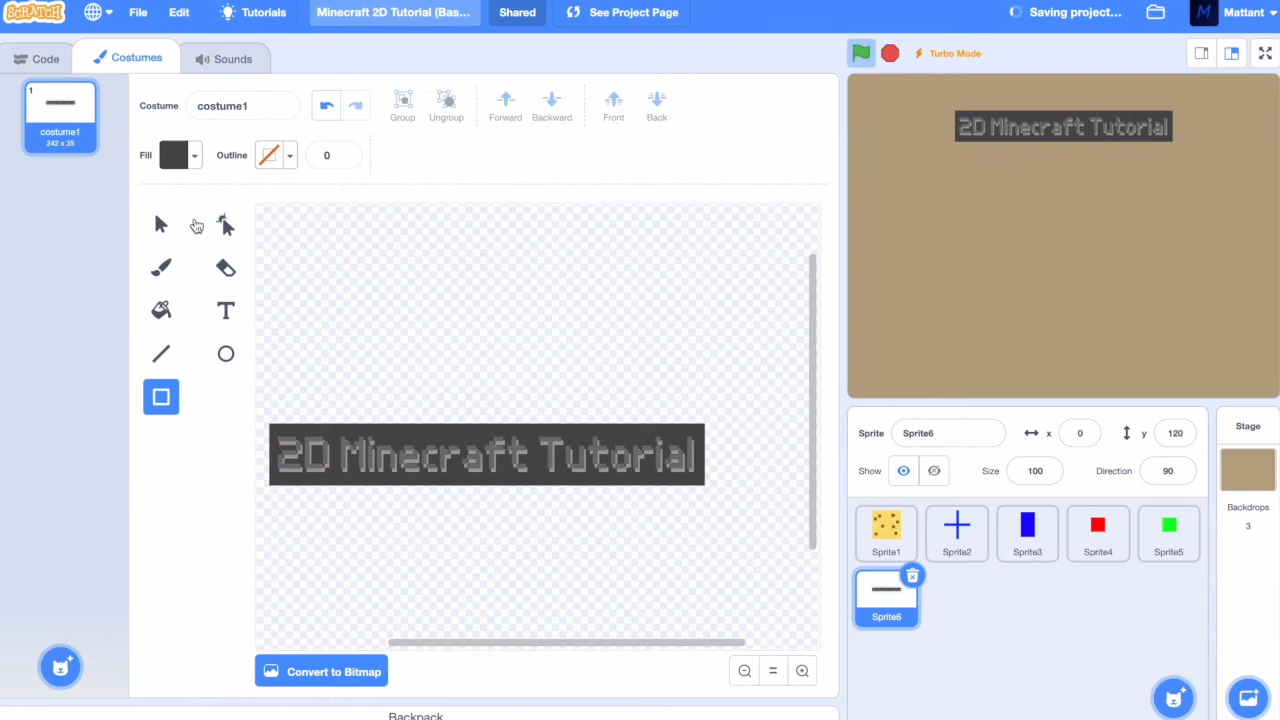 SCRATCH File Edit Tutorials Minecraft 2D Tutorial (Bas... Shared See Project Page Saving project... M Mattant
Code Costumes Sounds Turbo Mode
1
costume1
242 x 35
Costume costume1 Group Ungroup Forward Backward Front Back
Fill Outline 0
T
2D Minecraft Tutorial
Convert to Bitmap
Backpack
2D Minecraft Tutorial
Sprite Sprite6 x 0 y 120
Show Size 100 Direction 90
Sprite1 Sprite2 Sprite3 Sprite4 Sprite5
Sprite6
Stage
Backdrops
3